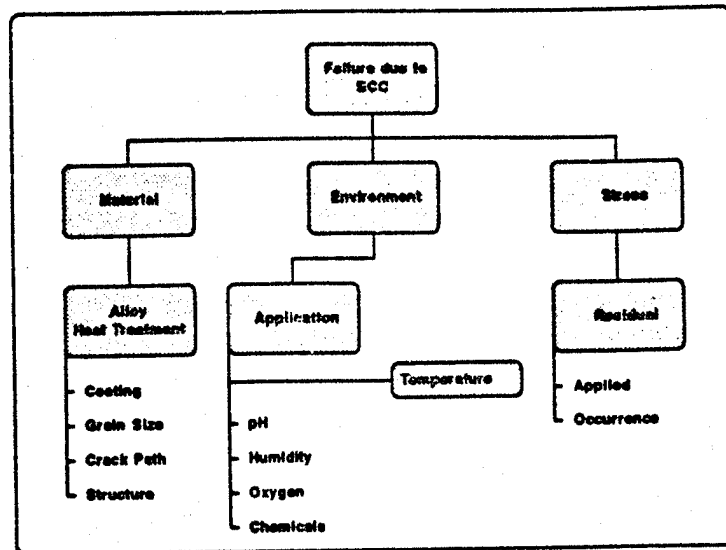 Failure due to
SCC
Material
Environment
Stress
Alloy
Heat Treatment
Application
Residual
Temperature
Coating
Grain Size
Crack Path
Structure
pH
Humidity
Oxygen
Chemicals
Applied
Occurrence